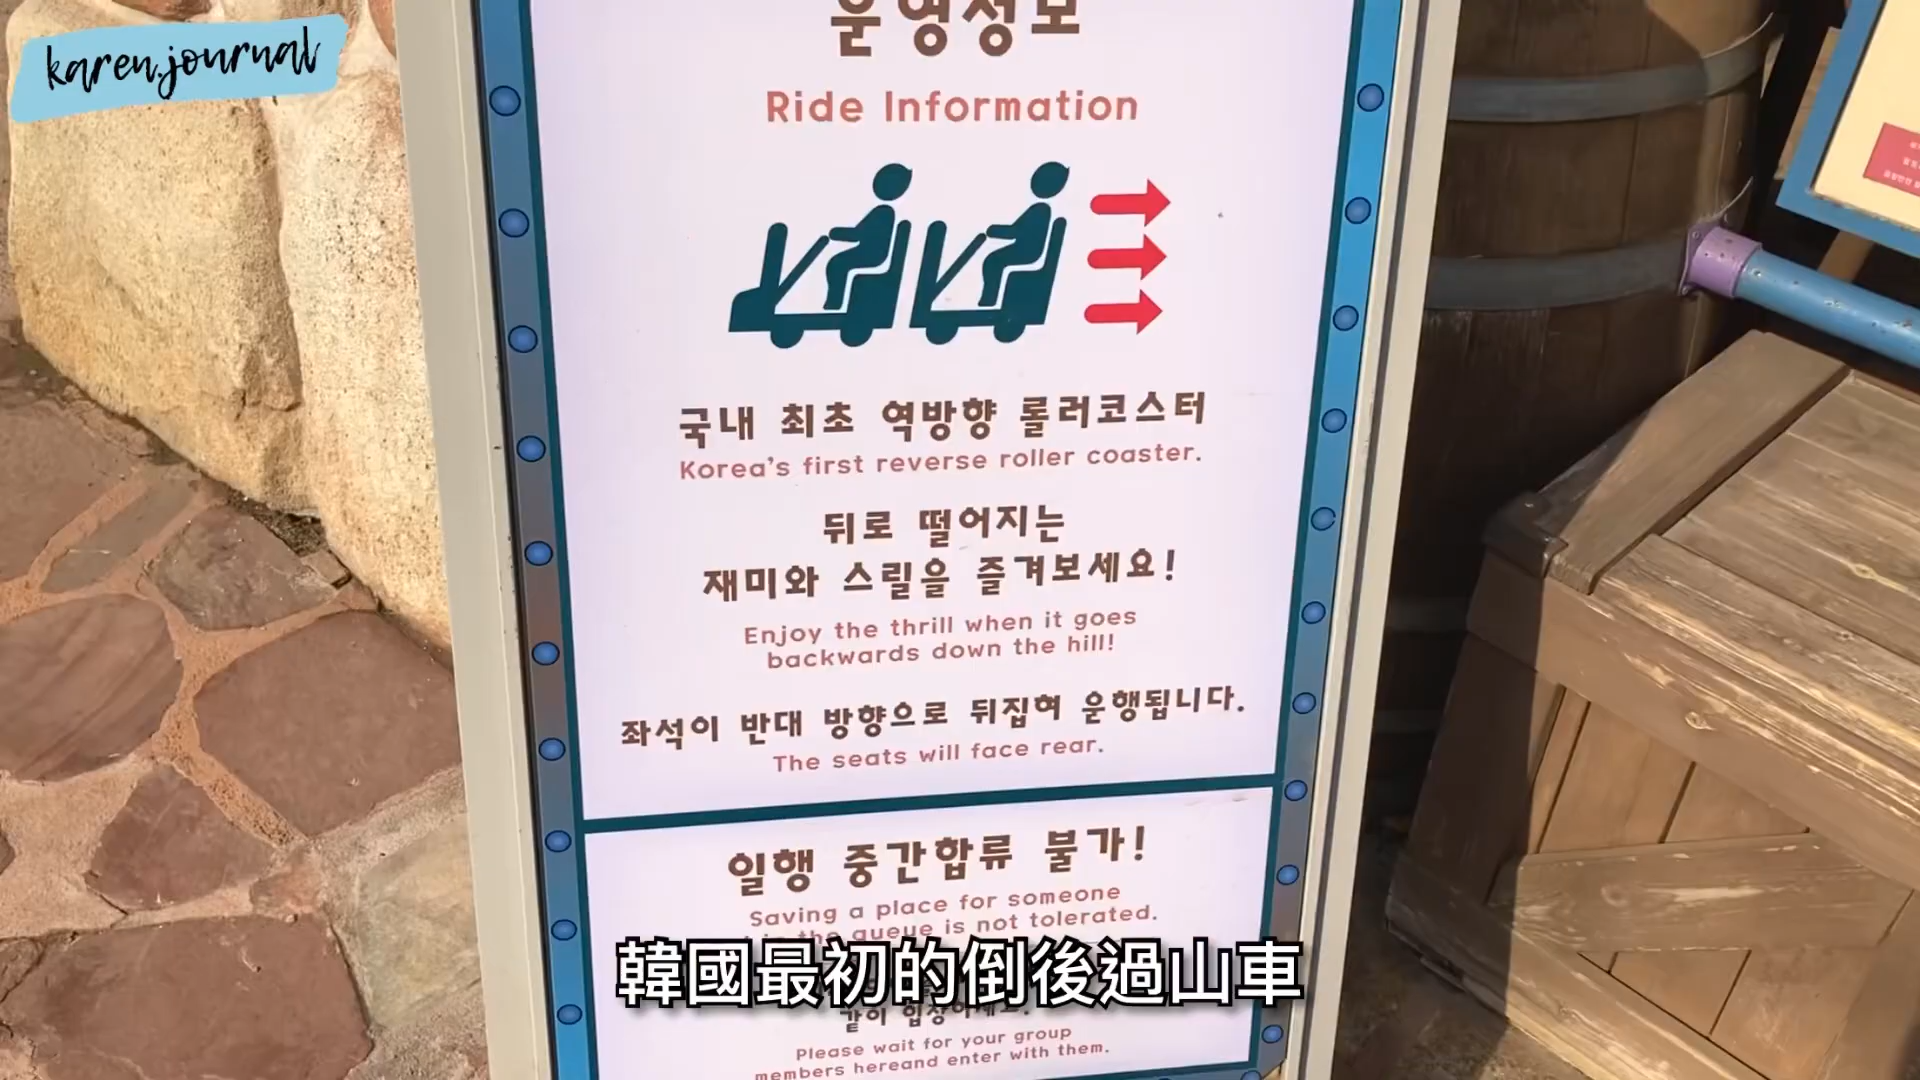 karen.journal
운영정보
Ride Information
국내 최초 역방향 롤러코스터
Korea's first reverse roller coaster.
뒤로 떨어지는
재미와 스릴을 즐겨보세요!
Enjoy the thrill when it goes
backwards down the hill!
좌석이 반대 방향으로 뒤집혀 운행됩니다.
The seats will face rear.
일행 중간합류 불가!
Saving a place for someone
the queue is not tolerated.
韓國最初的倒後過山車
같이
Please wait for your group
members hereand enter with them.